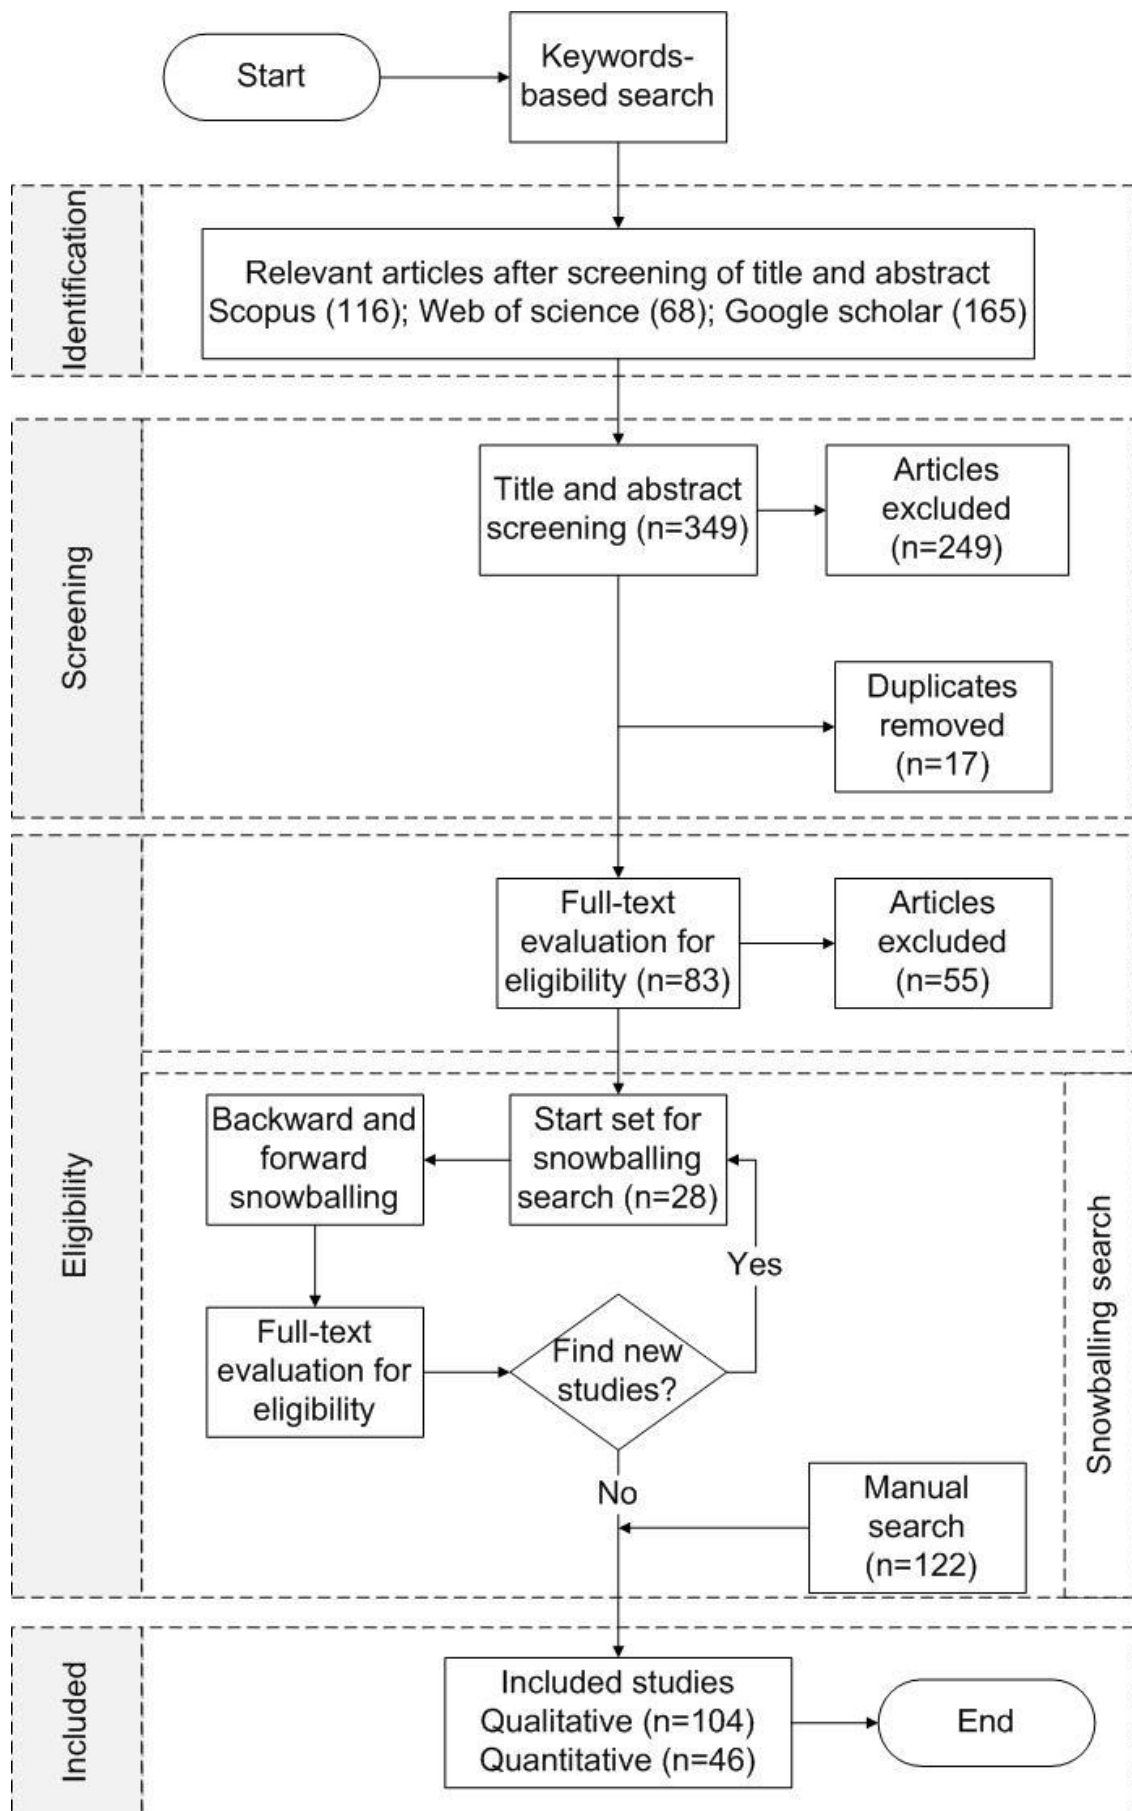 Start
Keywords-
based search
Identification
Relevant articles after screening of title and abstract
Scopus (116); Web of science (68); Google scholar (165)
Screening
Title and abstract
screening (n=349)
Articles
excluded
(n=249)
Duplicates
removed
(n=17)
Eligibility
Full-text
evaluation for
eligibility (n=83)
Articles
excluded
(n=55)
Snowballing search
Start set for
snowballing
search (n=28)
Backward and
forward
snowballing
Full-text
evaluation for
eligibility
Find new
studies?
Yes
No
Manual
search
(n=122)
Included
Included studies
Qualitative (n=104)
Quantitative (n=46)
End